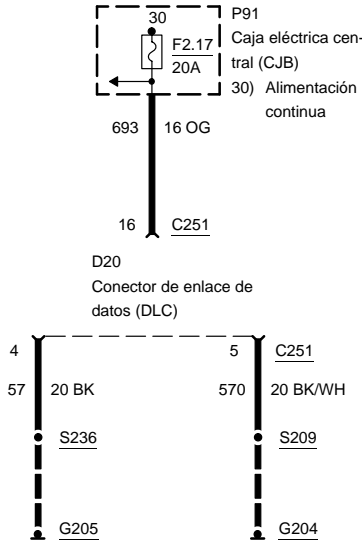 30
P91
Caja eléctrica cen-
tral (CJB)
30) Alimentación
continua
F2.17
20A
693 16 OG
16 C251
D20
Conector de enlace de
datos (DLC)
4 5 C251
57 20 BK 570 20 BK/WH
S236 S209
G205 G204